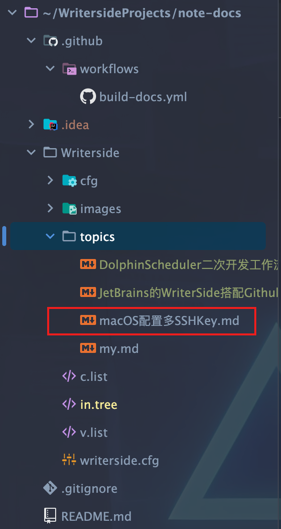 ~/WritersideProjects/note-docs
.github
workflows
build-docs.yml
.idea
Writerside
cfg
images
topics
DolphinScheduler二次开发工作
JetBrains的WriterSide搭配Github
macOS配置多SSHKey.md
my.md
c.list
in.tree
v.list
writerside.cfg
.gitignore
README.md